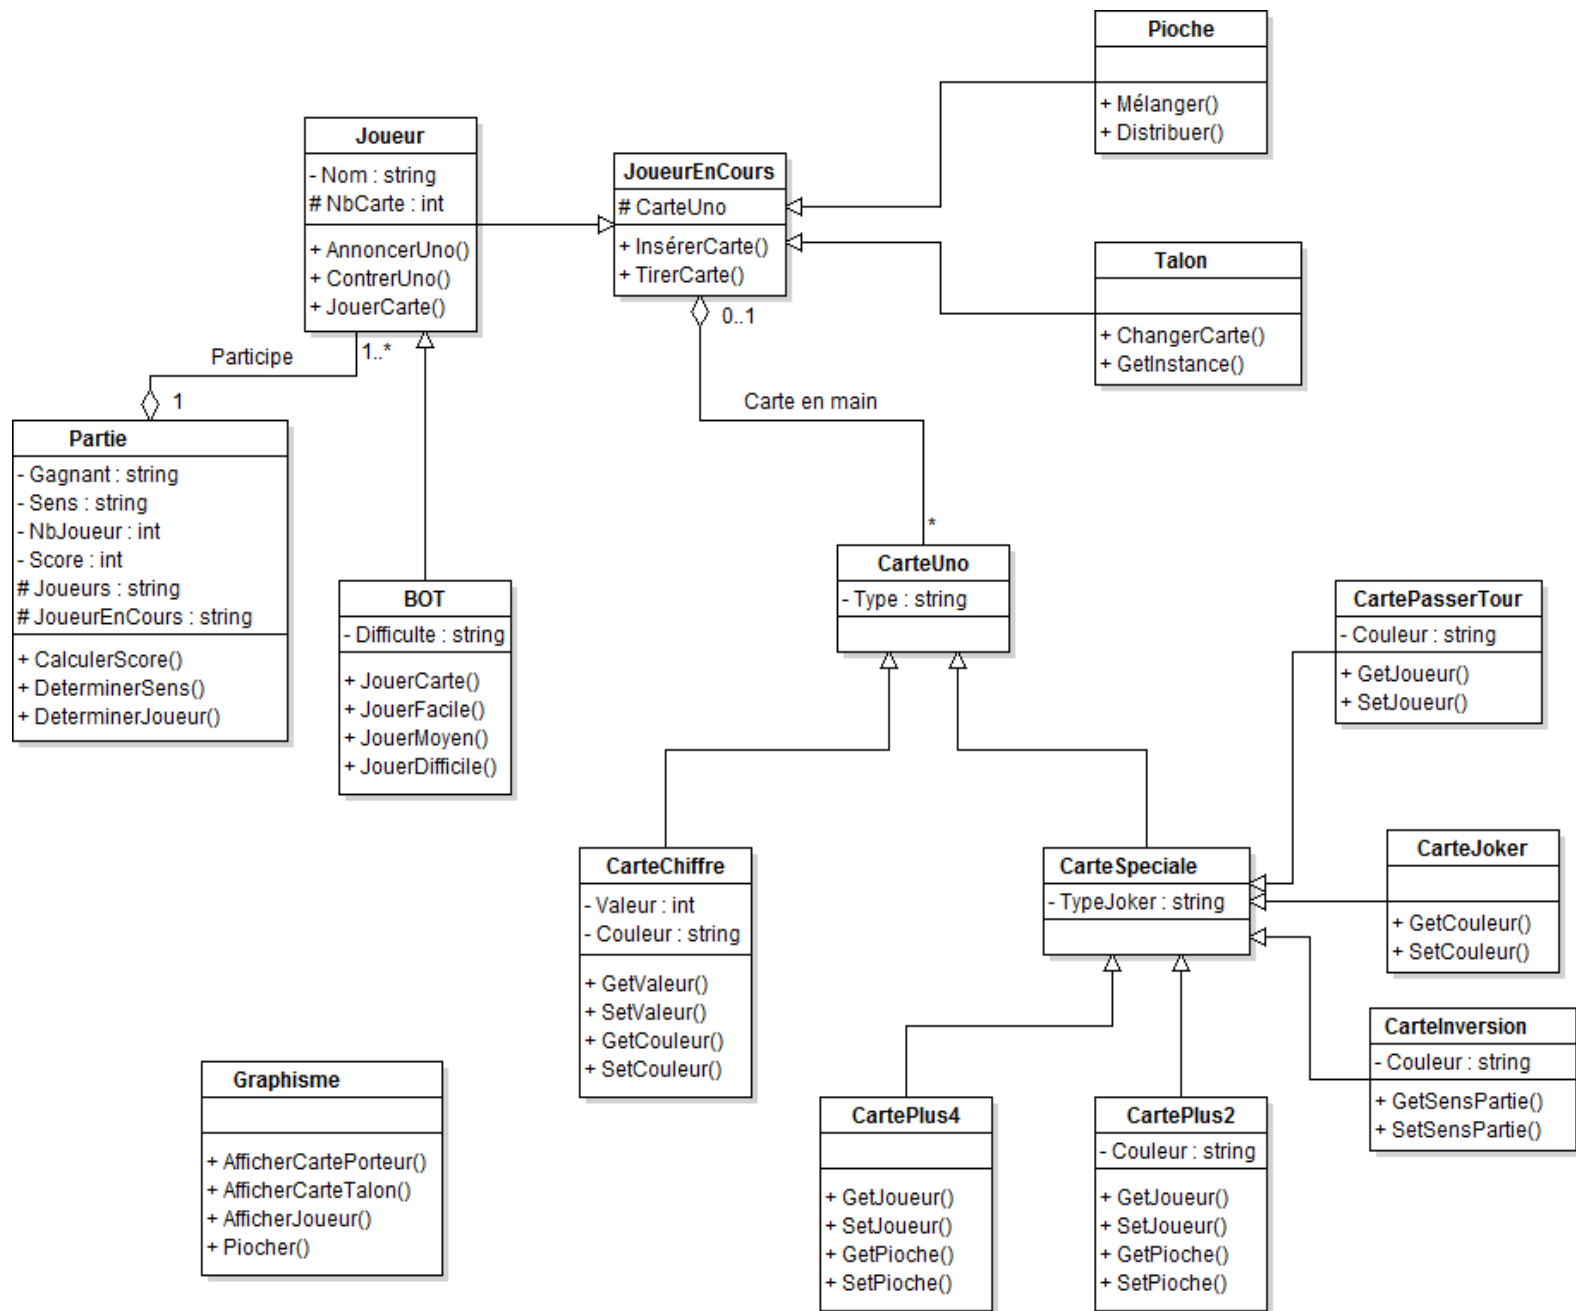 Pioche
+ Mélanger()
+ Distribuer()
Joueur
- Nom : string
# NbCarte : int
+ AnnoncerUno()
+ ContrerUno()
+ JouerCarte()
JoueurEnCours
# CarteUno
+ InsérerCarte()
+ TirerCarte()
Talon
+ ChangerCarte()
+ GetInstance()
0..1
Participe
1..*
1
Carte en main
*
Partie
- Gagnant : string
- Sens : string
- NbJoueur : int
- Score : int
# Joueurs : string
# JoueurEnCours : string
+ CalculerScore()
+ DeterminerSens()
+ DeterminerJoueur()
BOT
- Difficulte : string
+ JouerCarte()
+ JouerFacile()
+ JouerMoyen()
+ JouerDifficile()
CarteUno
- Type : string
CartePasserTour
- Couleur : string
+ GetJoueur()
+ SetJoueur()
CarteChiffre
- Valeur : int
- Couleur : string
+ GetValeur()
+ SetValeur()
+ GetCouleur()
+ SetCouleur()
CarteSpeciale
- TypeJoker : string
CarteJoker
+ GetCouleur()
+ SetCouleur()
CarteInversion
- Couleur : string
+ GetSensPartie()
+ SetSensPartie()
Graphisme
+ AfficherCartePorteur()
+ AfficherCarteTalon()
+ AfficherJoueur()
+ Piocher()
CartePlus4
+ GetJoueur()
+ SetJoueur()
+ GetPioche()
+ SetPioche()
CartePlus2
- Couleur : string
+ GetJoueur()
+ SetJoueur()
+ GetPioche()
+ SetPioche()